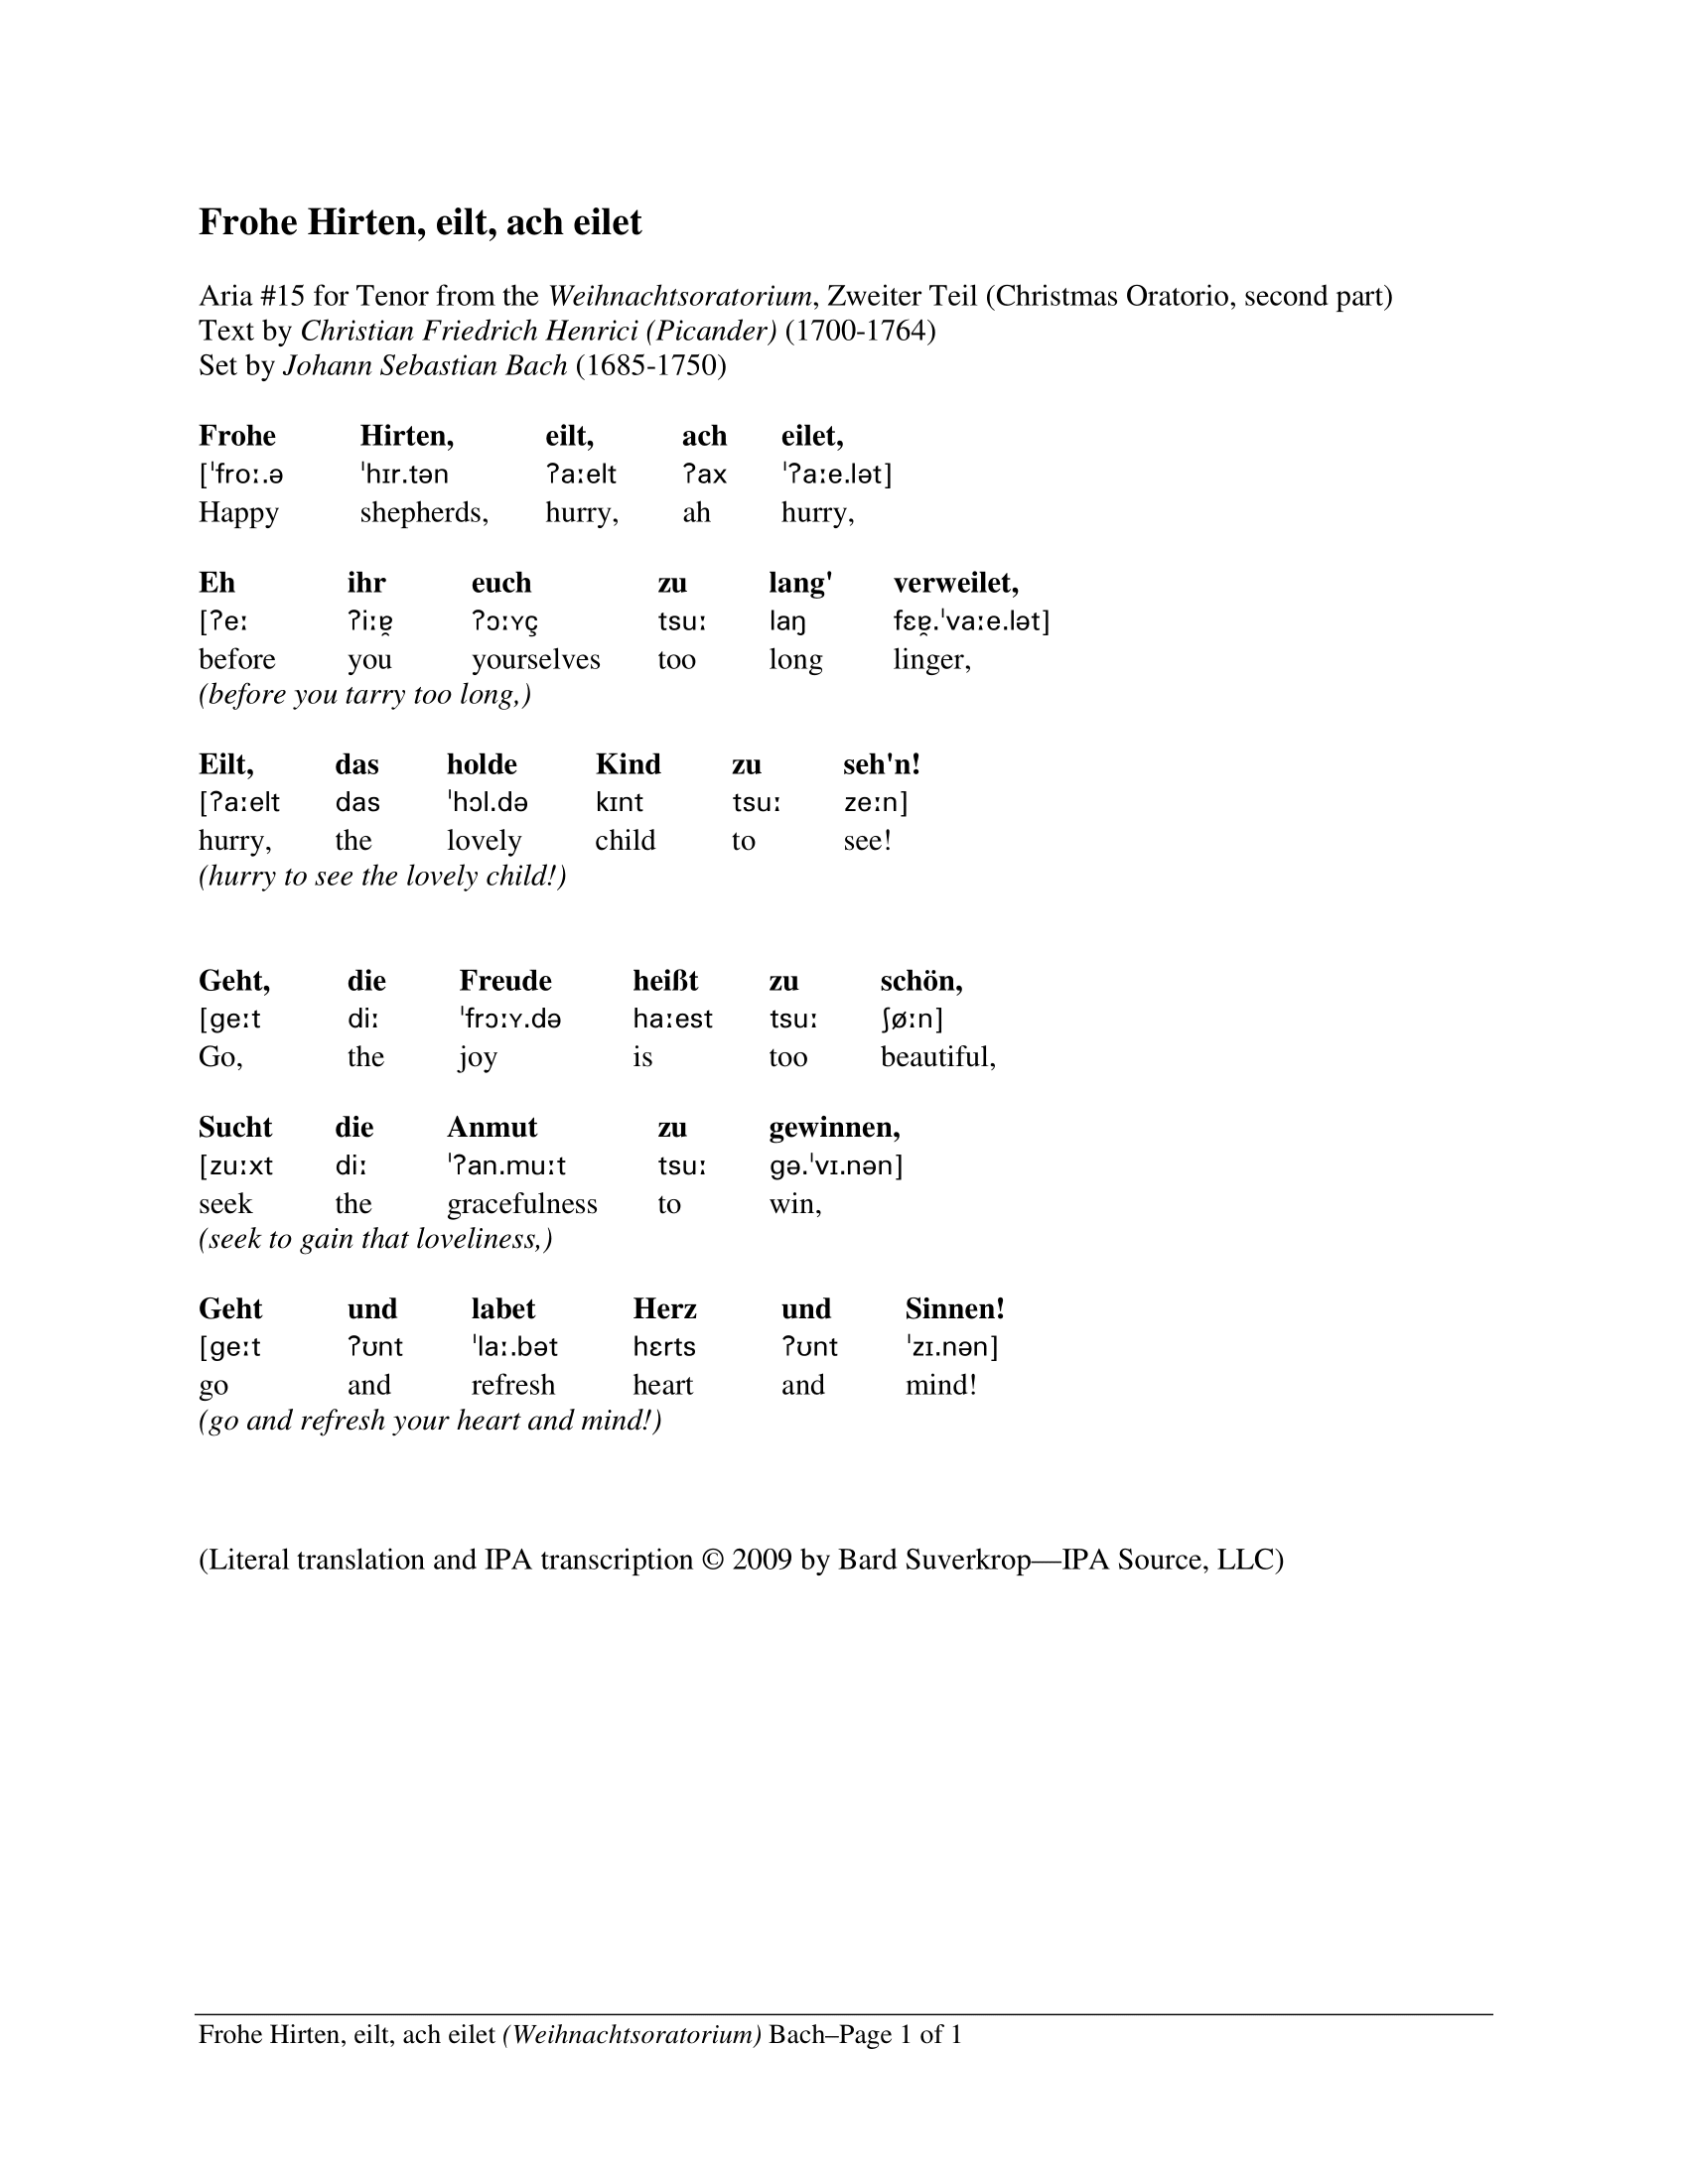 Frohe Hirten, eilt, ach eilet
Aria #15 for Tenor from the Weihnachtsoratorium, Zweiter Teil (Christmas Oratorio, second part)
Text by Christian Friedrich Henrici (Picander) (1700-1764)
Set by Johann Sebastian Bach (1685-1750)
Frohe Hirten, eilt, ach eilet,
[ˈfroː.ə ˈhɪr.tən ʔaːelt ʔax ˈʔaːe.lət]
Happy shepherds, hurry, ah hurry,
Eh ihr euch zu lang' verweilet,
[ʔeː ʔiːɐ̯ ʔɔːʏç tsuː laŋ fɛɐ̯.ˈvaːe.lət]
before you yourselves too long linger,
(before you tarry too long,)
Eilt, das holde Kind zu seh'n!
[ʔaːelt das ˈhɔl.də kɪnt tsuː zeːn]
hurry, the lovely child to see!
(hurry to see the lovely child!)
Geht, die Freude heißt zu schön,
[geːt diː ˈfrɔːʏ.də haːest tsuː ʃøːn]
Go, the joy is too beautiful,
Sucht die Anmut zu gewinnen,
[zuːxt diː ˈʔan.muːt tsuː gə.ˈvɪ.nən]
seek the gracefulness to win,
(seek to gain that loveliness,)
Geht und labet Herz und Sinnen!
[geːt ʔʊnt ˈlaː.bət hɛrts ʔʊnt ˈzɪ.nən]
go and refresh heart and mind!
(go and refresh your heart and mind!)
(Literal translation and IPA transcription © 2009 by Bard Suverkrop—IPA Source, LLC)
Frohe Hirten, eilt, ach eilet (Weihnachtsoratorium) Bach–Page 1 of 1